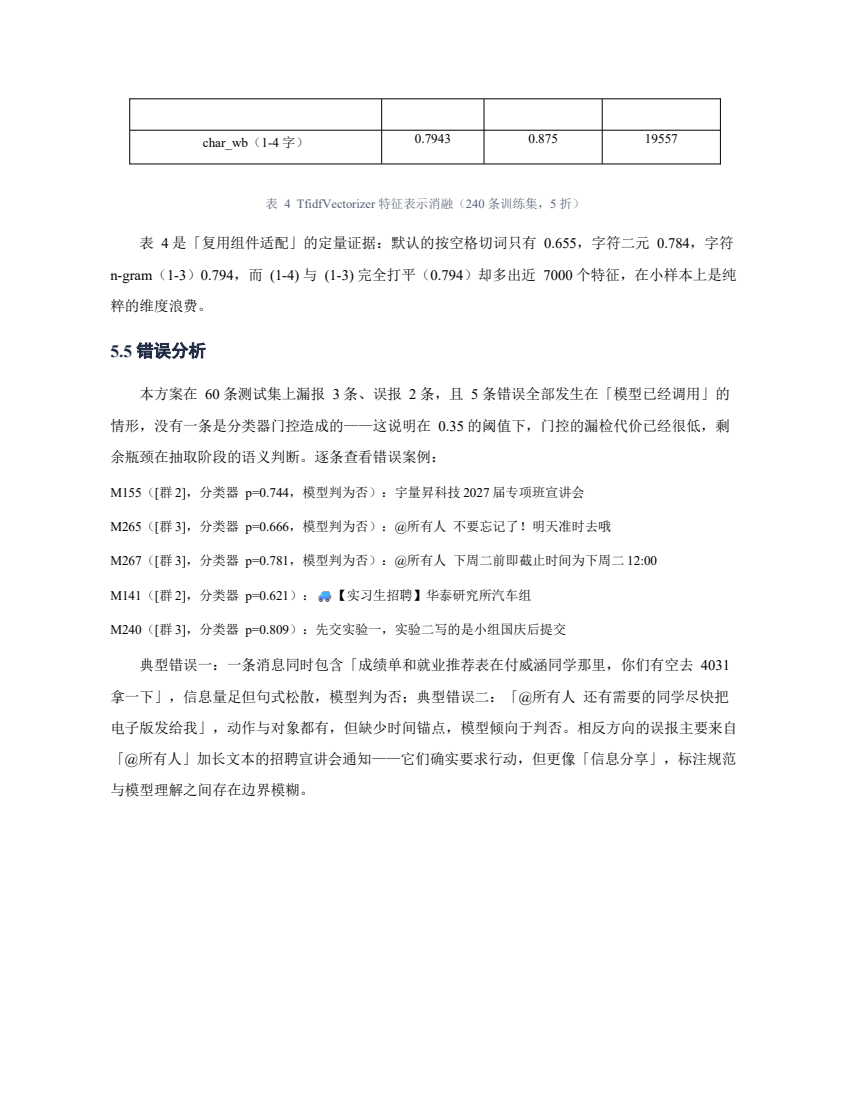 char_wb（1-4 字） 0.7943 0.875 19557
表 4 TfidfVectorizer 特征表示消融（240 条训练集，5 折）
表 4 是「复用组件适配」的定量证据：默认的按空格切词只有 0.655，字符二元 0.784，字符
n-gram（1-3）0.794，而 (1-4) 与 (1-3) 完全打平（0.794）却多出近 7000 个特征，在小样本上是纯
粹的维度浪费。
5.5 错误分析
本方案在 60 条测试集上漏报 3 条、误报 2 条，且 5 条错误全部发生在「模型已经调用」的
情形，没有一条是分类器门控造成的——这说明在 0.35 的阈值下，门控的漏检代价已经很低，剩
余瓶颈在抽取阶段的语义判断。逐条查看错误案例：
M155（[群 2]，分类器 p=0.744，模型判为否）：宇量昇科技 2027 届专项班宣讲会
M265（[群 3]，分类器 p=0.666，模型判为否）：@所有人 不要忘记了！明天准时去哦
M267（[群 3]，分类器 p=0.781，模型判为否）：@所有人 下周二前即截止时间为下周二 12:00
M141（[群 2]，分类器 p=0.621）：🚙【实习生招聘】华泰研究所汽车组
M240（[群 3]，分类器 p=0.809）：先交实验一，实验二写的是小组国庆后提交
典型错误一：一条消息同时包含「成绩单和就业推荐表在付威涵同学那里，你们有空去 4031
拿一下」，信息量足但句式松散，模型判为否；典型错误二：「@所有人 还有需要的同学尽快把
电子版发给我」，动作与对象都有，但缺少时间锚点，模型倾向于判否。相反方向的误报主要来自
「@所有人」加长文本的招聘宣讲会通知——它们确实要求行动，但更像「信息分享」，标注规范
与模型理解之间存在边界模糊。